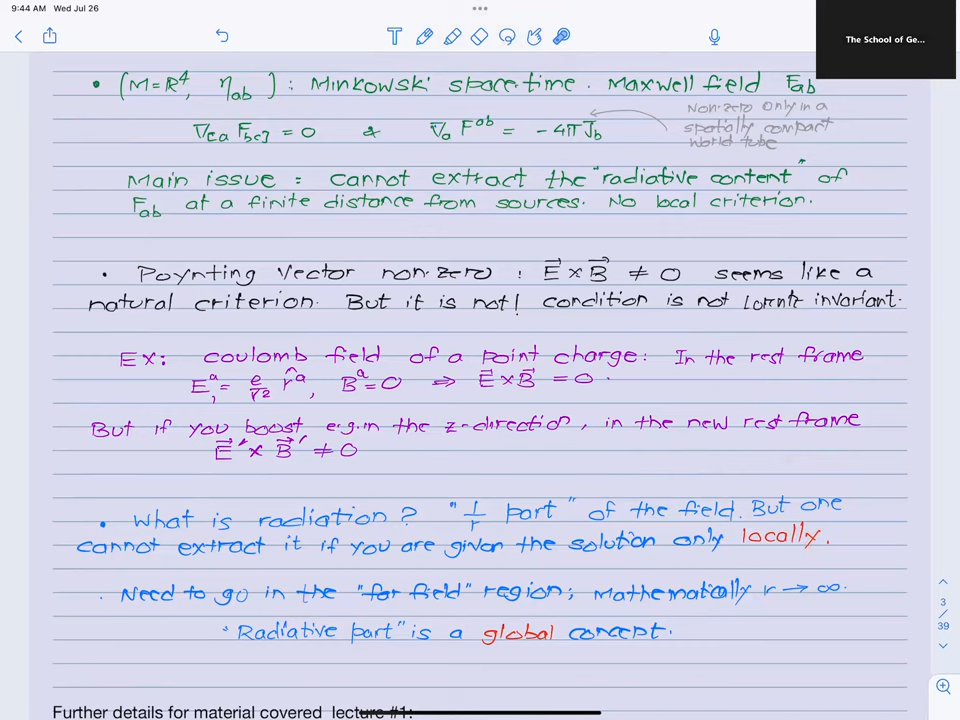 9:44 AM Wed Jul 26
The School of Ge...
• (M=R⁴, η_ab) : Minkowski space.time. Maxwell field F_ab
∇_[a F_bc] = 0 & ∇_a F^ab = -4πJ_b
Non.zero only in a
spatially compact
world tube
Main issue : cannot extract the "radiative content" of
F_ab at a finite distance from sources. No local criterion.
• Poynting Vector non.zero : E⃗ x B⃗ ≠ 0 seems like a
natural criterion. But it is not! condition is not Lorentz invariant.
Ex: coulomb field of a point charge: In the rest frame
E^a = e/r² r̂^a, B^a = 0 ⇒ E⃗ x B⃗ = 0.
But if you boost e.g. in the z-direction, in the new rest frame
E⃗' x B⃗' ≠ 0
• What is radiation? "1/r part" of the field. But one
cannot extract it if you are given the solution only locally.
. Need to go in the "far field" region; Mathematically r → ∞.
"Radiative part" is a global concept.
3
/
39
Further details for material covered lecture #1: